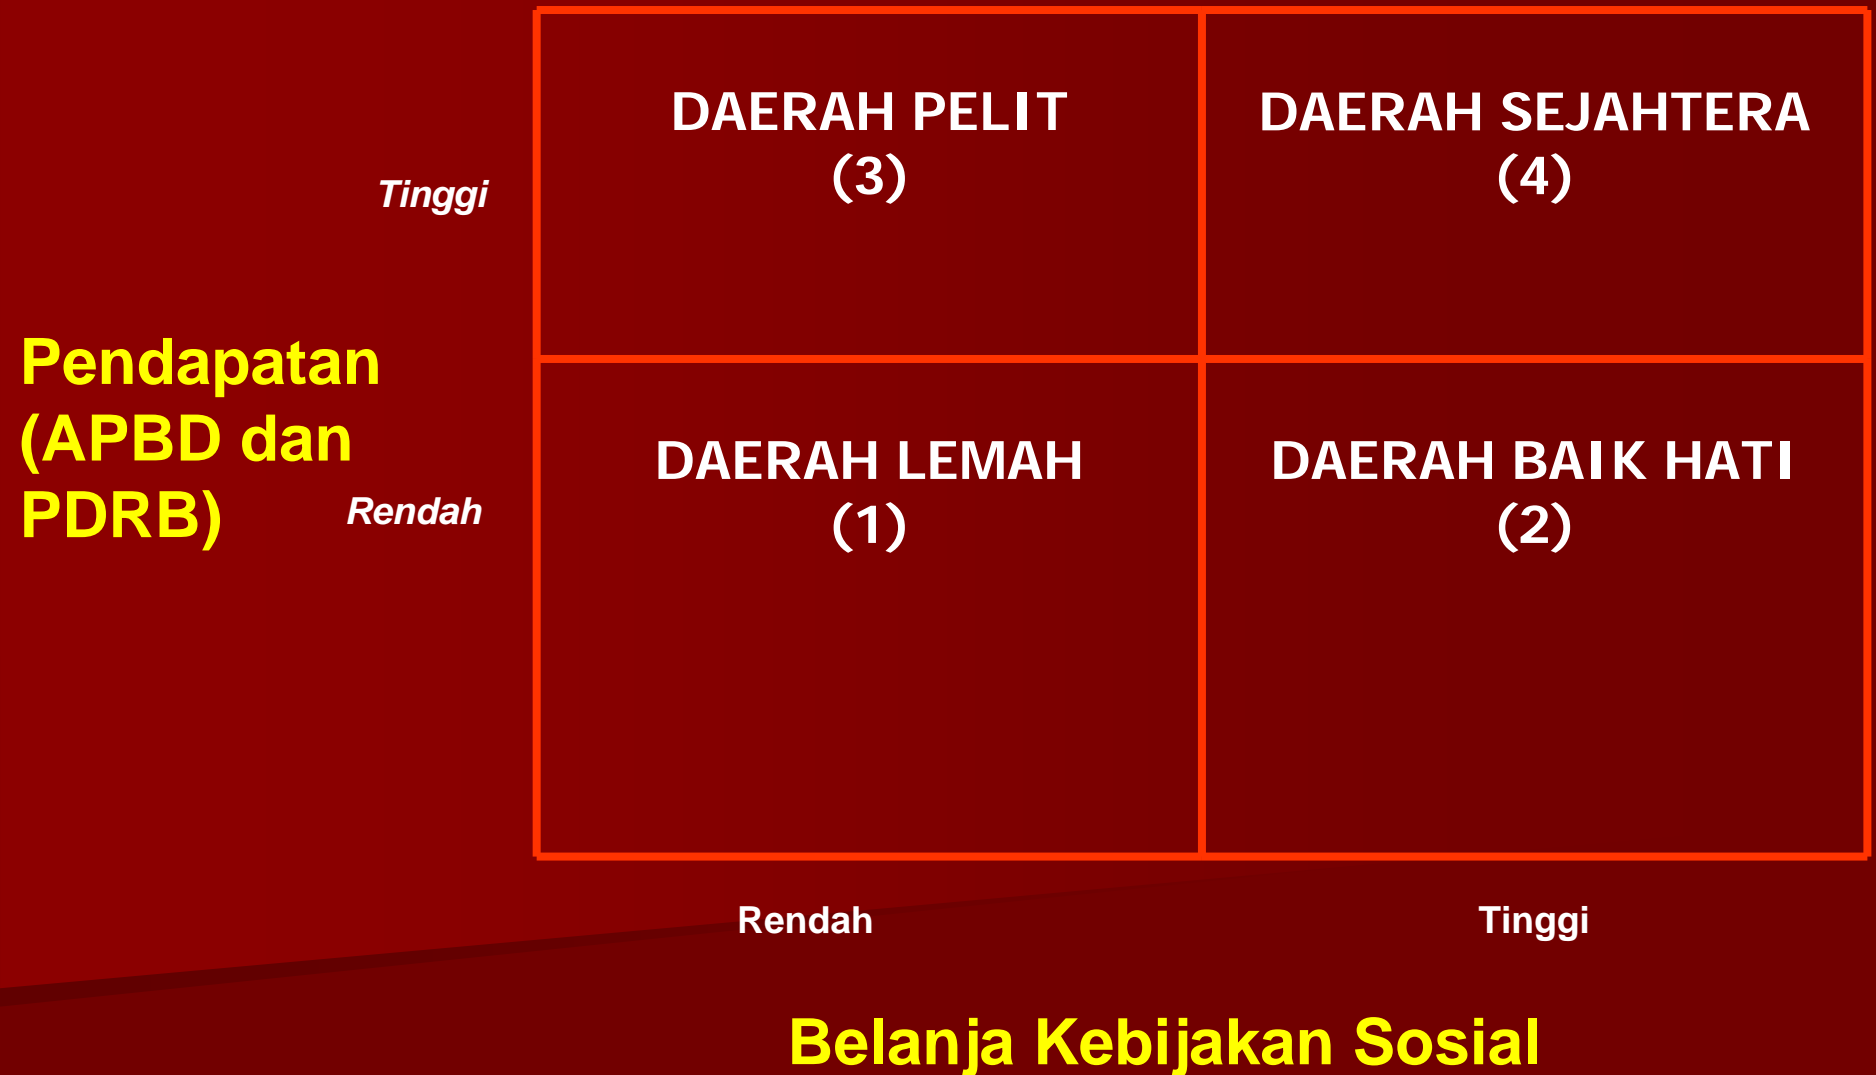 DAERAH PELIT
(3)
DAERAH SEJAHTERA
(4)
Tinggi
Pendapatan
(APBD dan
PDRB)
Rendah
DAERAH LEMAH
(1)
DAERAH BAIK HATI
(2)
Rendah
Tinggi
Belanja Kebijakan Sosial